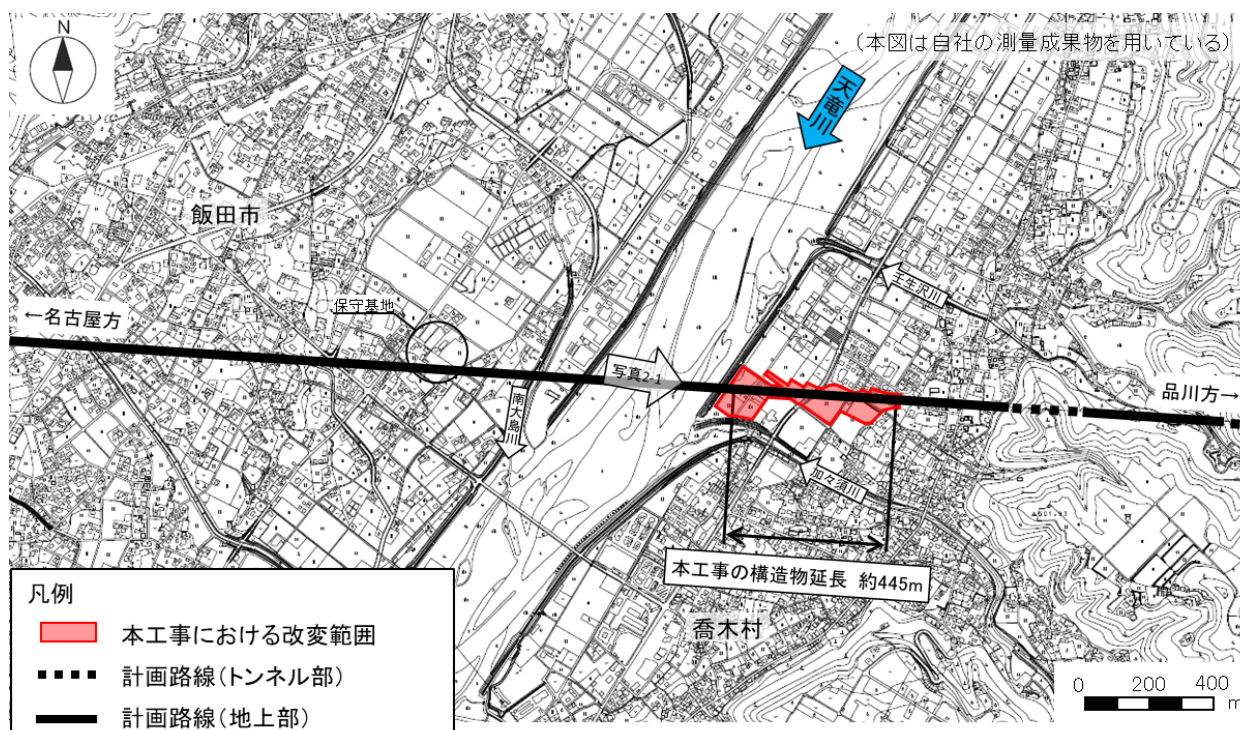 N
(本図は自社の測量成果物を用いている)
天竜川
飯田市
壬生沢川
保守基地
←名古屋方
写真2-1
品川方→
南大島川
加々須川
本工事の構造物延長 約445m
喬木村
凡例
本工事における改変範囲
計画路線(トンネル部)
計画路線(地上部)
0 200 400
m